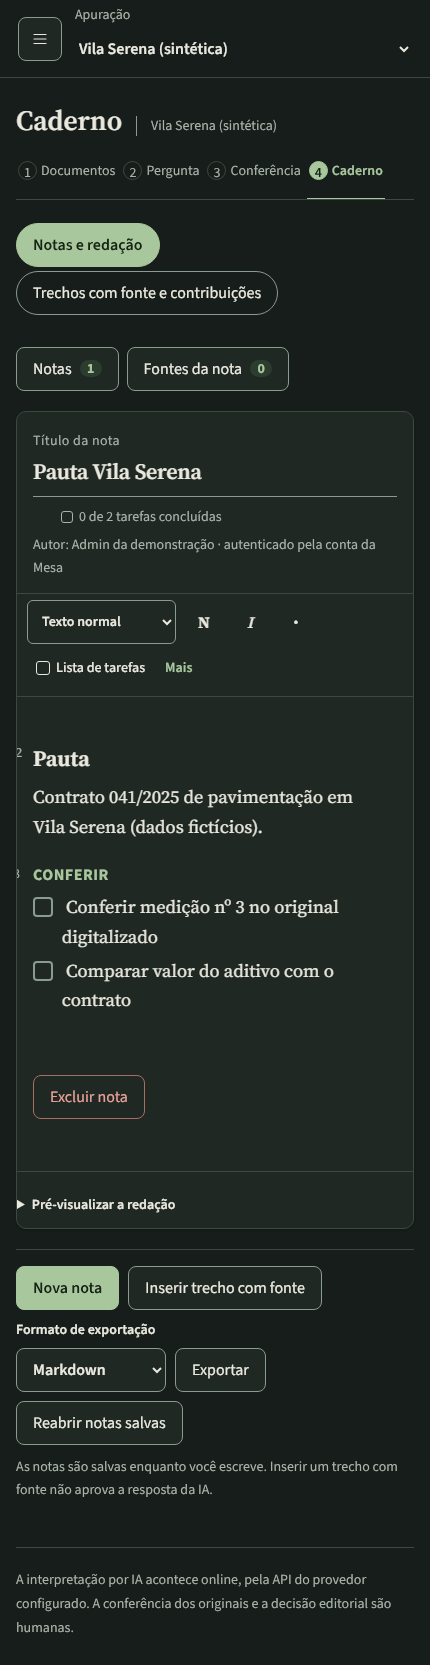 Apuração
Vila Serena (sintética)
Caderno
Vila Serena (sintética)
1 Documentos 2 Pergunta 3 Conferência 4 Caderno
Notas e redação
Trechos com fonte e contribuições
Notas 1 Fontes da nota 0
Título da nota
Pauta Vila Serena
0 de 2 tarefas concluídas
Autor: Admin da demonstração · autenticado pela conta da
Mesa
Texto normal N I •
Lista de tarefas Mais
2 Pauta
Contrato 041/2025 de pavimentação em
Vila Serena (dados fictícios).
3 CONFERIR
Conferir medição nº 3 no original
digitalizado
Comparar valor do aditivo com o
contrato
Excluir nota
Pré-visualizar a redação
Nova nota Inserir trecho com fonte
Formato de exportação
Markdown Exportar
Reabrir notas salvas
As notas são salvas enquanto você escreve. Inserir um trecho com
fonte não aprova a resposta da IA.
A interpretação por IA acontece online, pela API do provedor
configurado. A conferência dos originais e a decisão editorial são
humanas.